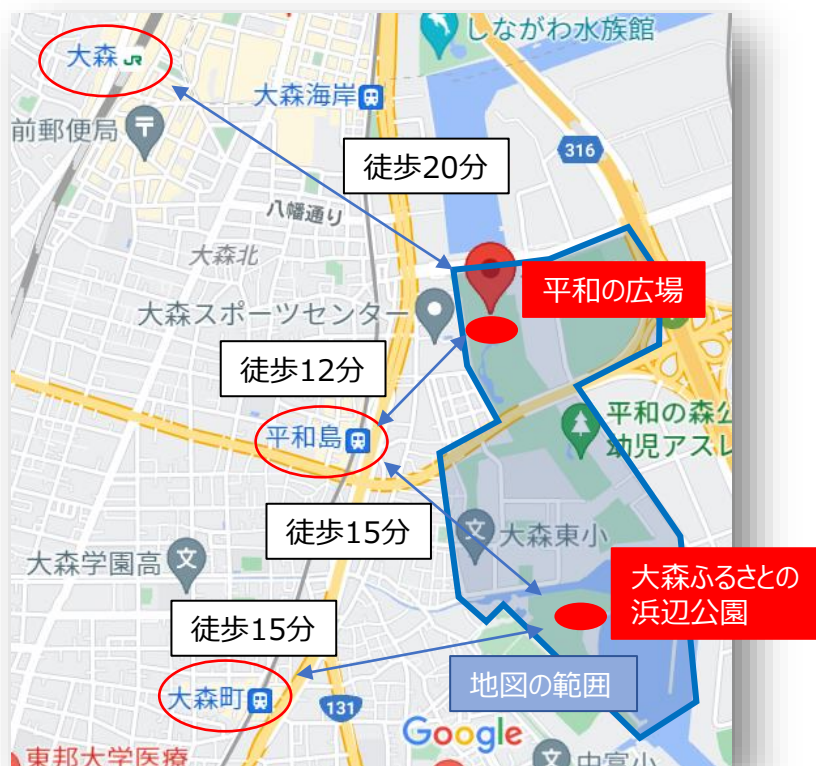 しながわ水族館
大森 JR
大森海岸
前郵便局
徒歩20分
316
八幡通り
大森北
平和の広場
大森スポーツセンター
徒歩12分
平和の森公
幼児アスレ
平和島
徒歩15分
大森東小
大森学園高
大森ふるさとの
浜辺公園
徒歩15分
地図の範囲
大森町
131
Google
東邦大学医療
中富小